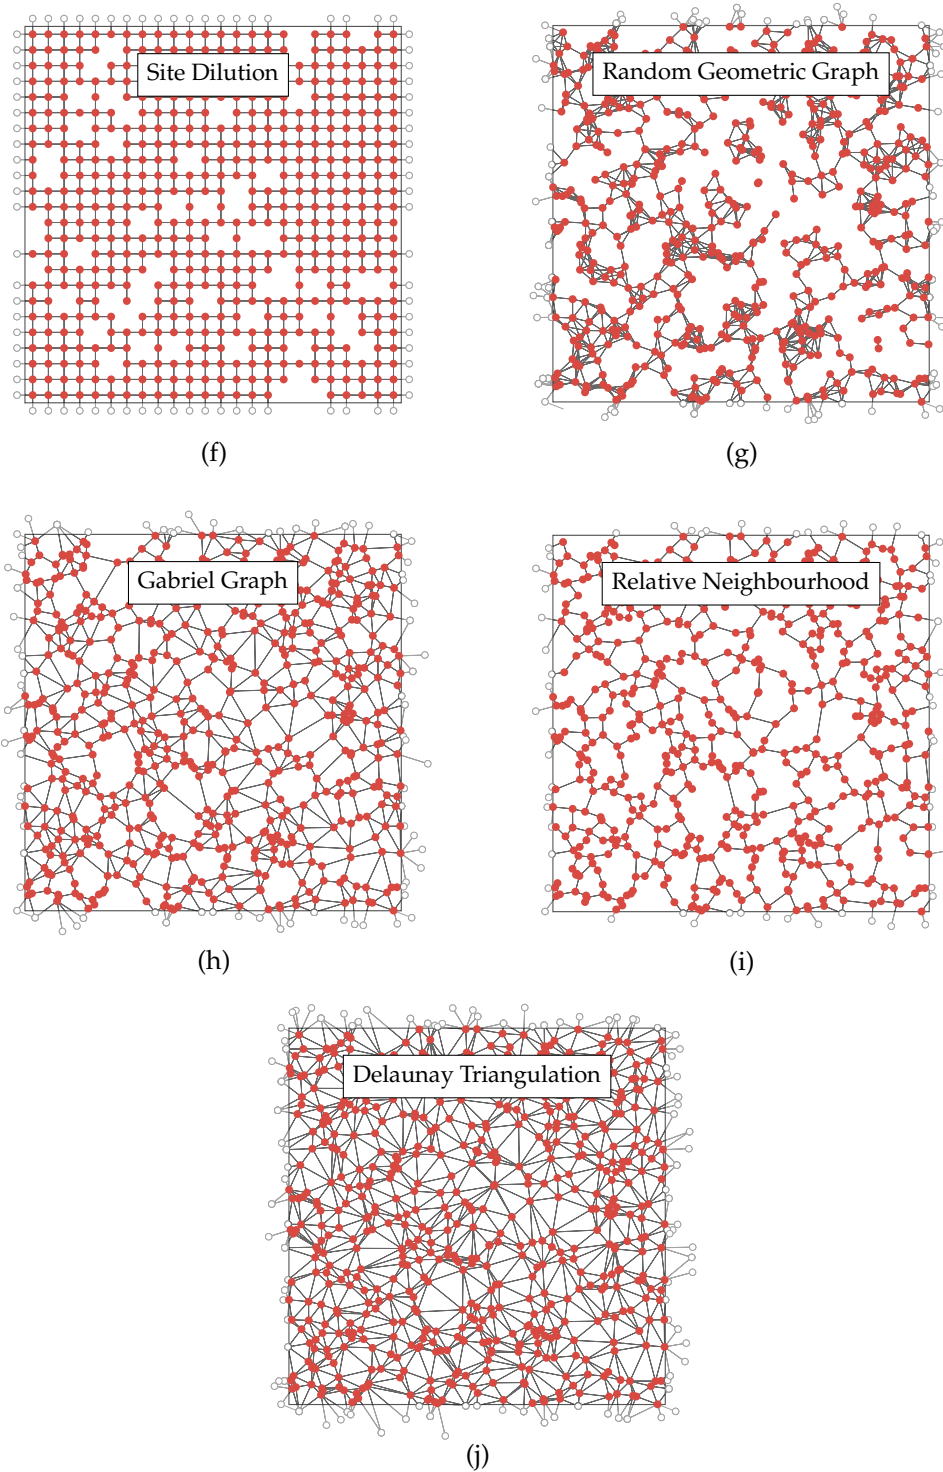 Site Dilution
Random Geometric Graph
(f)
(g)
Gabriel Graph
Relative Neighbourhood
(h)
(i)
Delaunay Triangulation
(j)